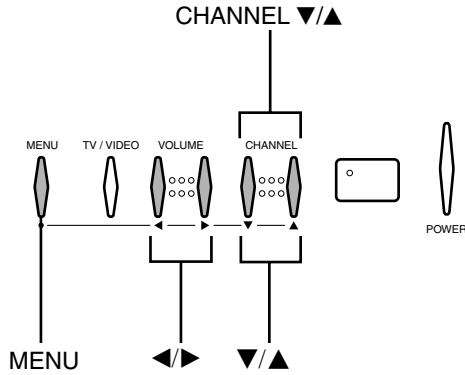 CHANNEL ▼/▲
MENU TV / VIDEO VOLUME CHANNEL
POWER
◀ ▶ ▼ ▲
MENU ◀/▶ ▼/▲